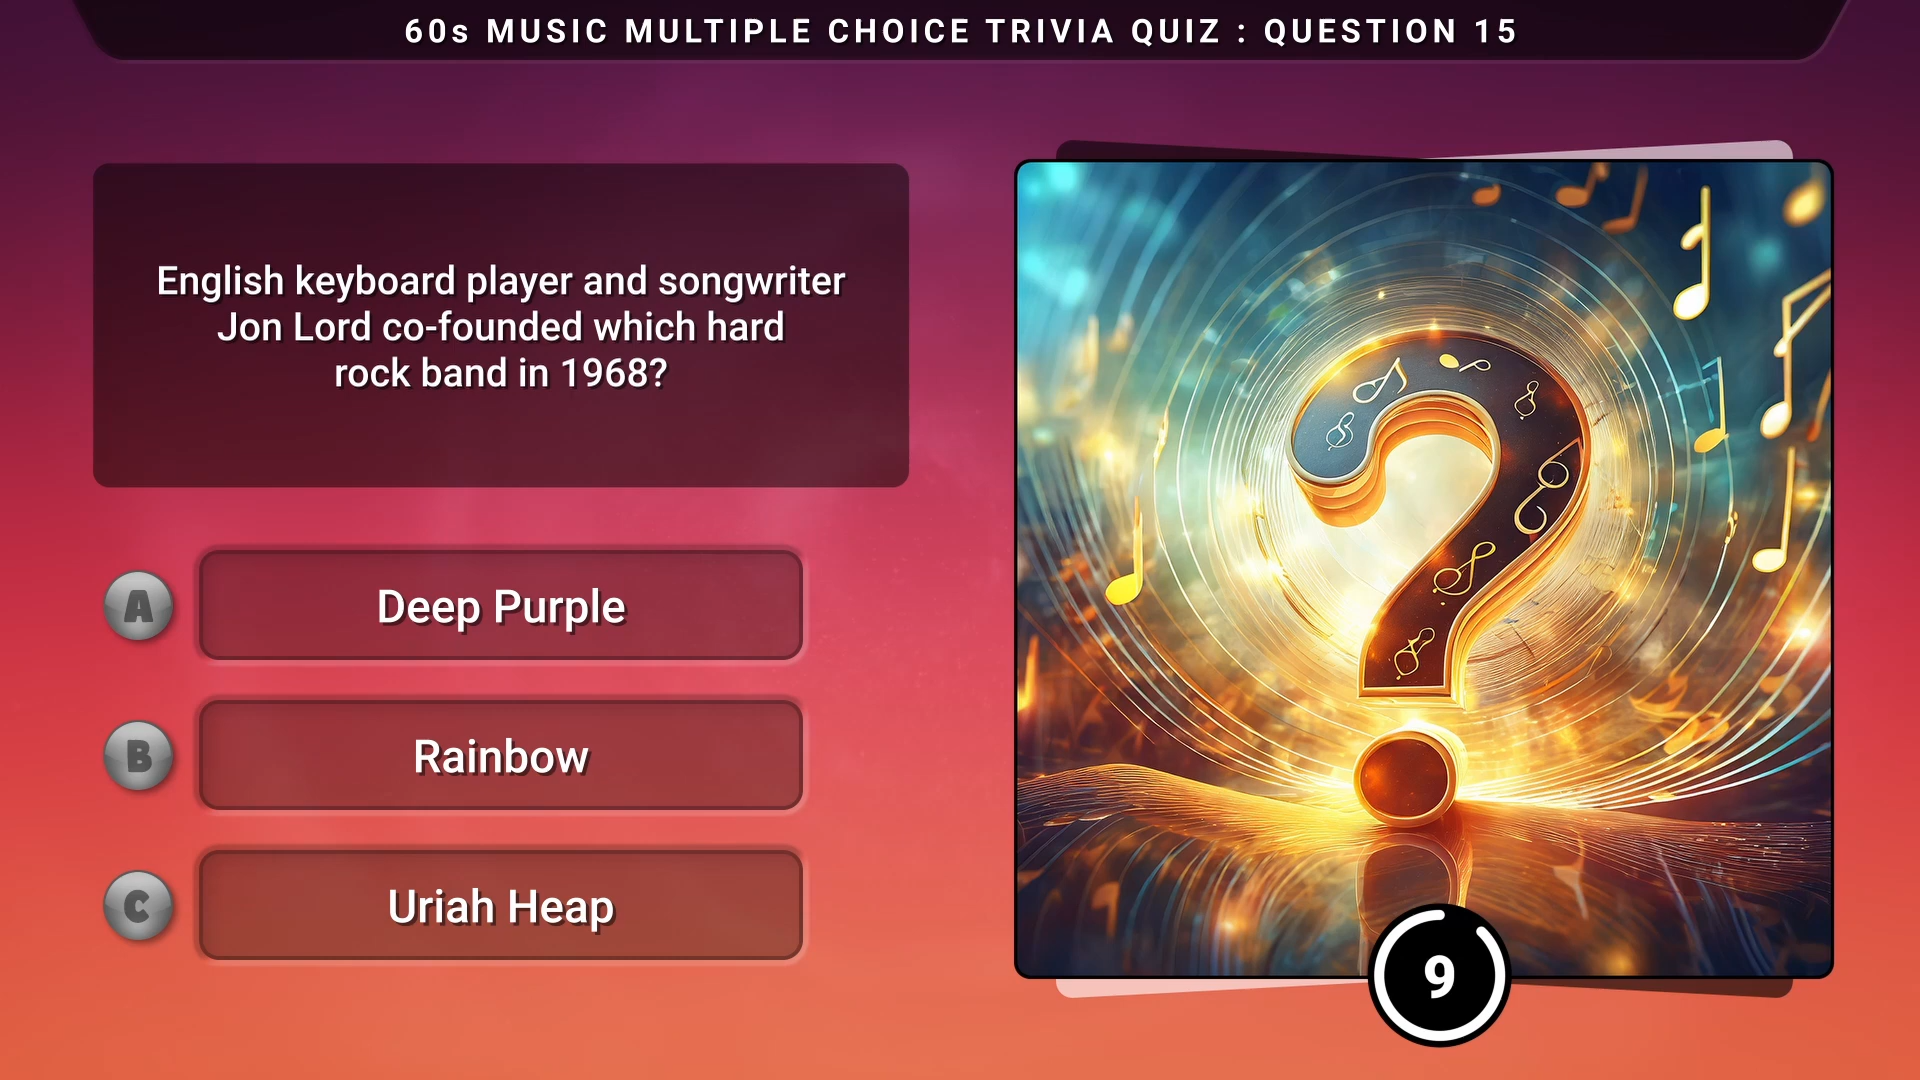 60s MUSIC MULTIPLE CHOICE TRIVIA QUIZ : QUESTION 15
English keyboard player and songwriter
Jon Lord co-founded which hard
rock band in 1968?
A Deep Purple
B Rainbow
C Uriah Heap
9